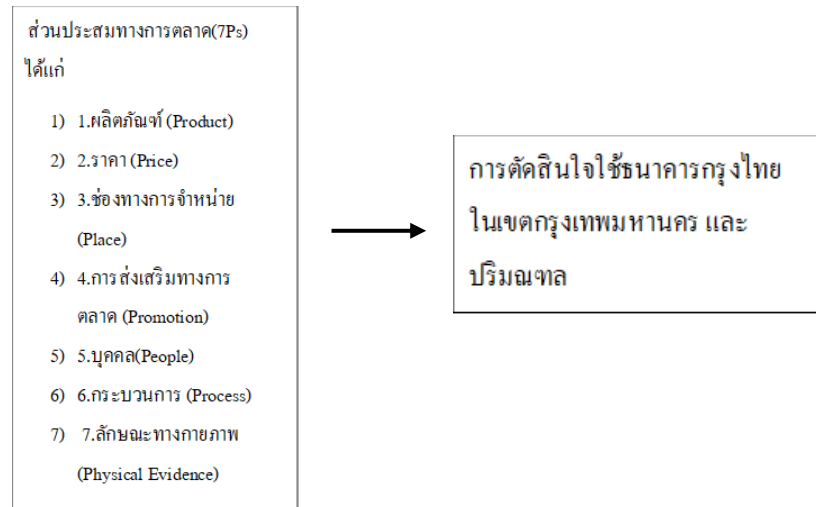 ส่วนประสมทางการตลาด(7Ps)
ได้แก่
1) 1.ผลิตภัณฑ์ (Product)
2) 2.ราคา (Price)
3) 3.ช่องทางการจำหน่าย
(Place)
4) 4.การส่งเสริมทางการ
ตลาด (Promotion)
5) 5.บุคคล(People)
6) 6.กระบวนการ (Process)
7) 7.ลักษณะทางกายภาพ
(Physical Evidence)
การตัดสินใจใช้ธนาคารกรุงไทย
ในเขตกรุงเทพมหานคร และ
ปริมณฑล